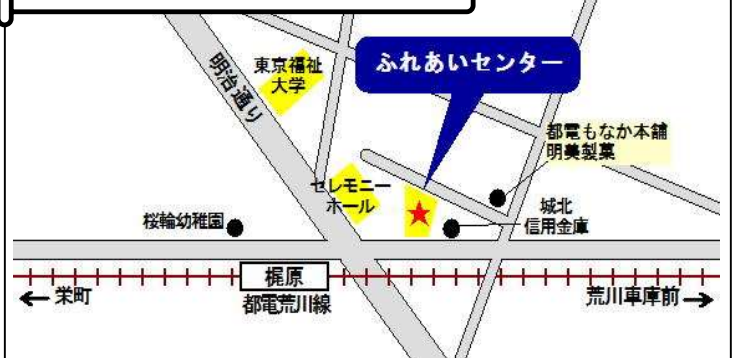 東京福祉
大学
明治通り
ふれあいセンター
都電もなか本舗
明美製菓
セレモニー
ホール
桜輪幼稚園
城北
信用金庫
梶原
都電荒川線
←栄町
荒川車庫前→